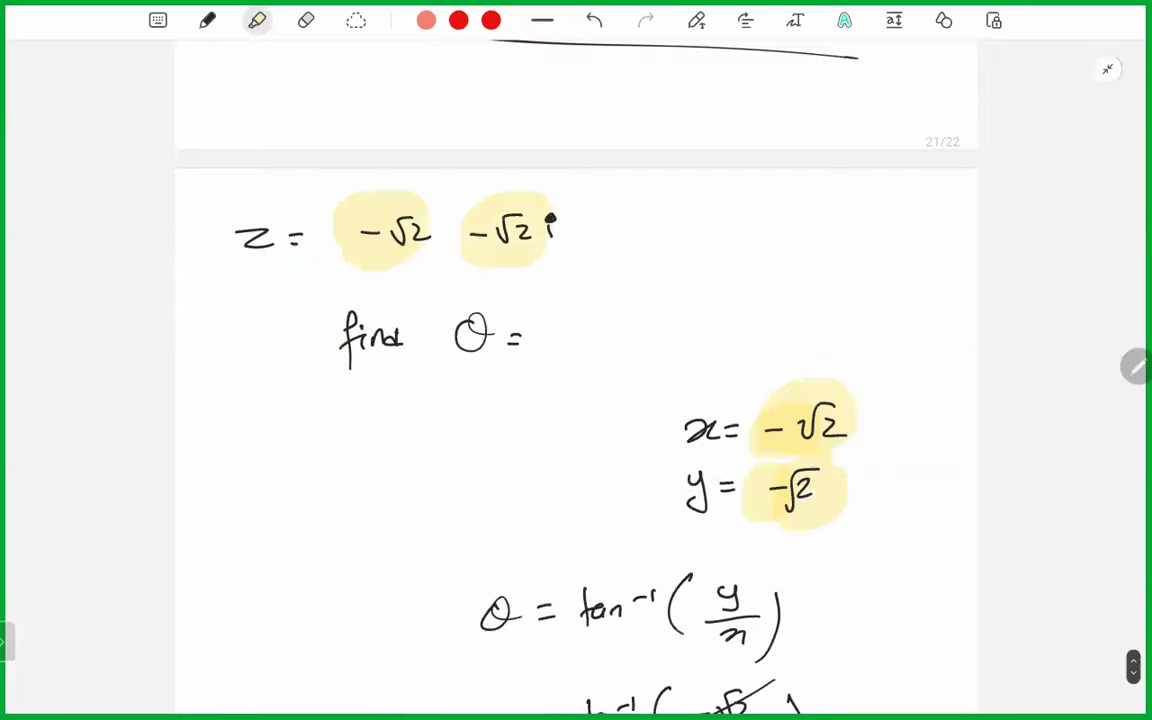 21/22
z = -√2 -√2 i
find θ =
x = -√2
y = -√2
θ = tan⁻¹ ( y/x )